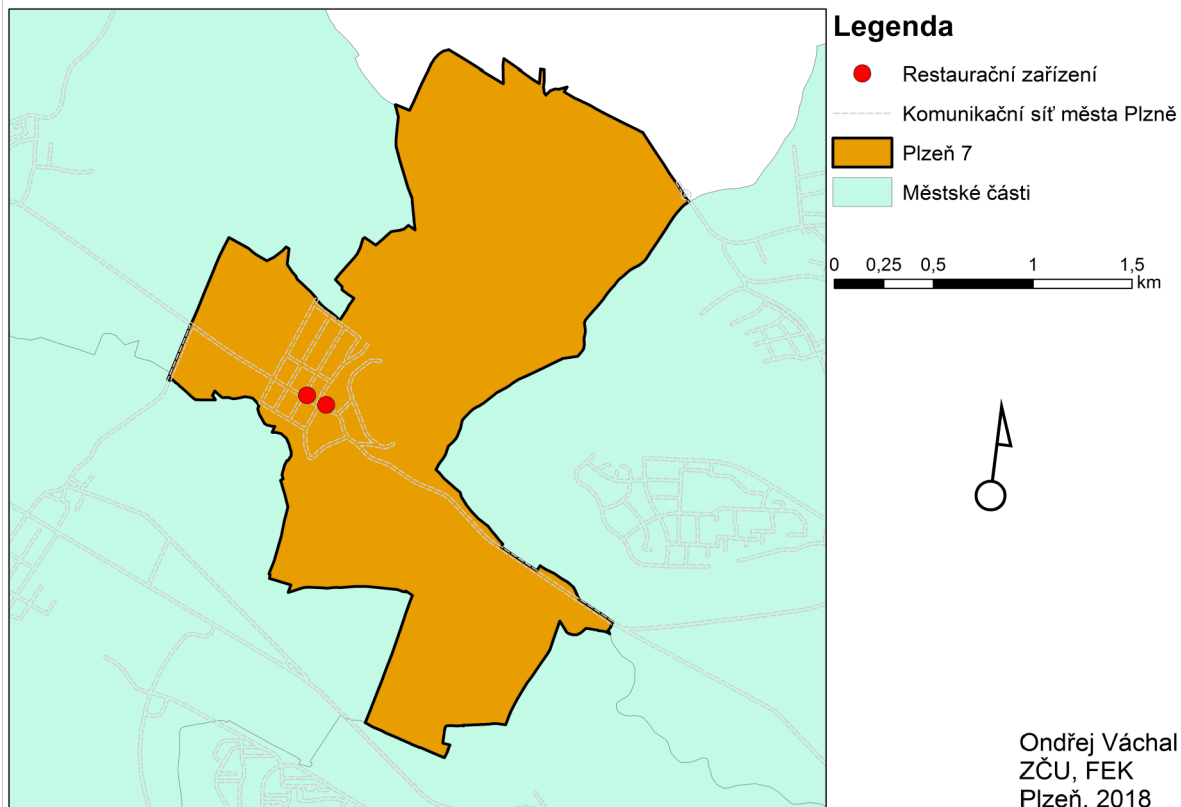 Legenda
Restaurační zařízení
Komunikační síť města Plzně
Plzeň 7
Městské části
0 0,25 0,5 1 1,5
km
Ondřej Váchal
ZČU, FEK
Plzeň, 2018